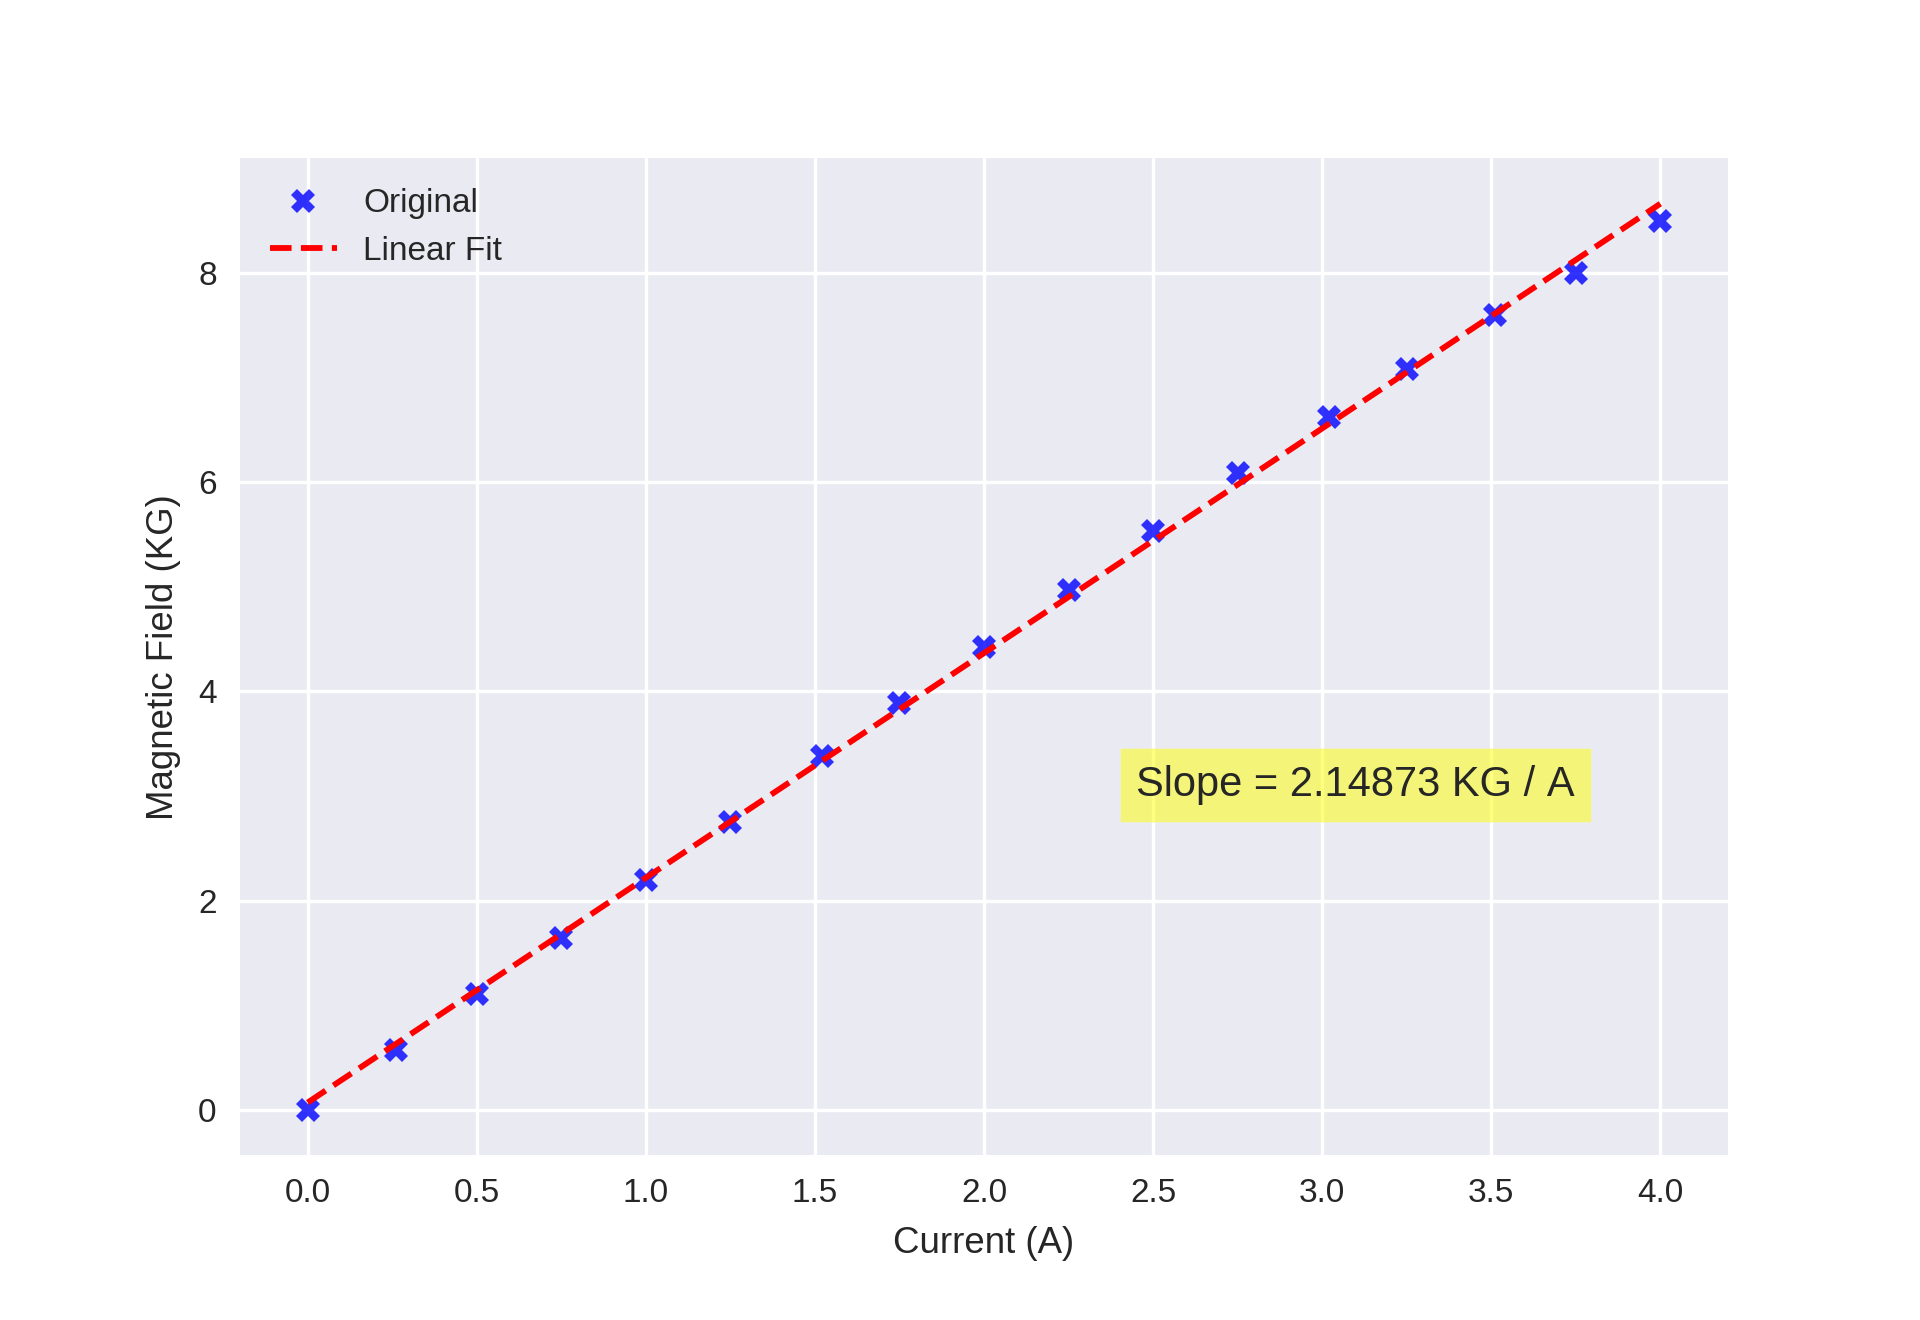 Original
Linear Fit
8
6
4
2
0
Magnetic Field (KG)
Slope = 2.14873 KG / A
0.0 0.5 1.0 1.5 2.0 2.5 3.0 3.5 4.0
Current (A)